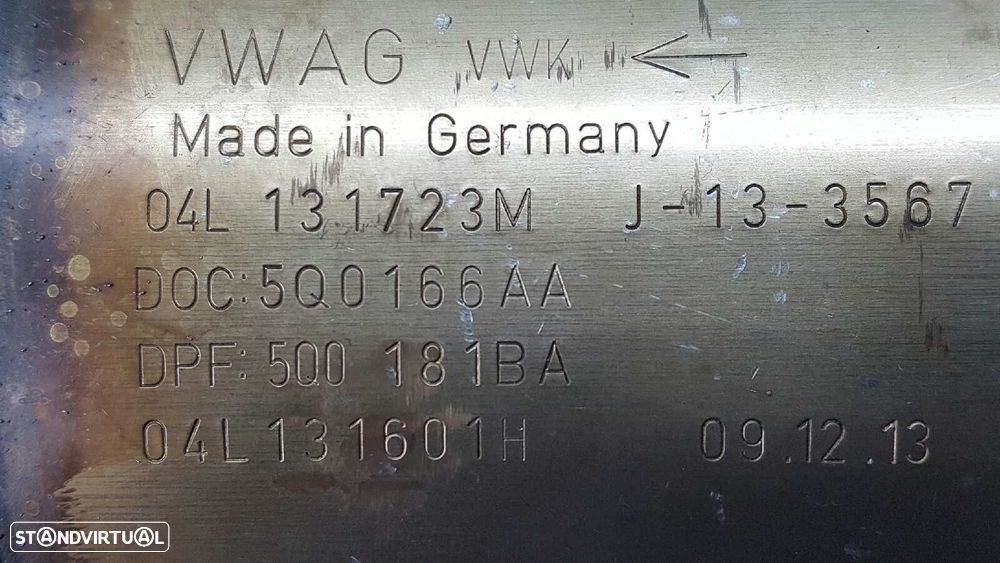 VWAG VWK ←
Made in Germany
04L 131723M J-13-3567
DOC:5Q0166AA
DPF:5Q0 181BA
04L131601H 09.12.13
STANDVIRTUAL